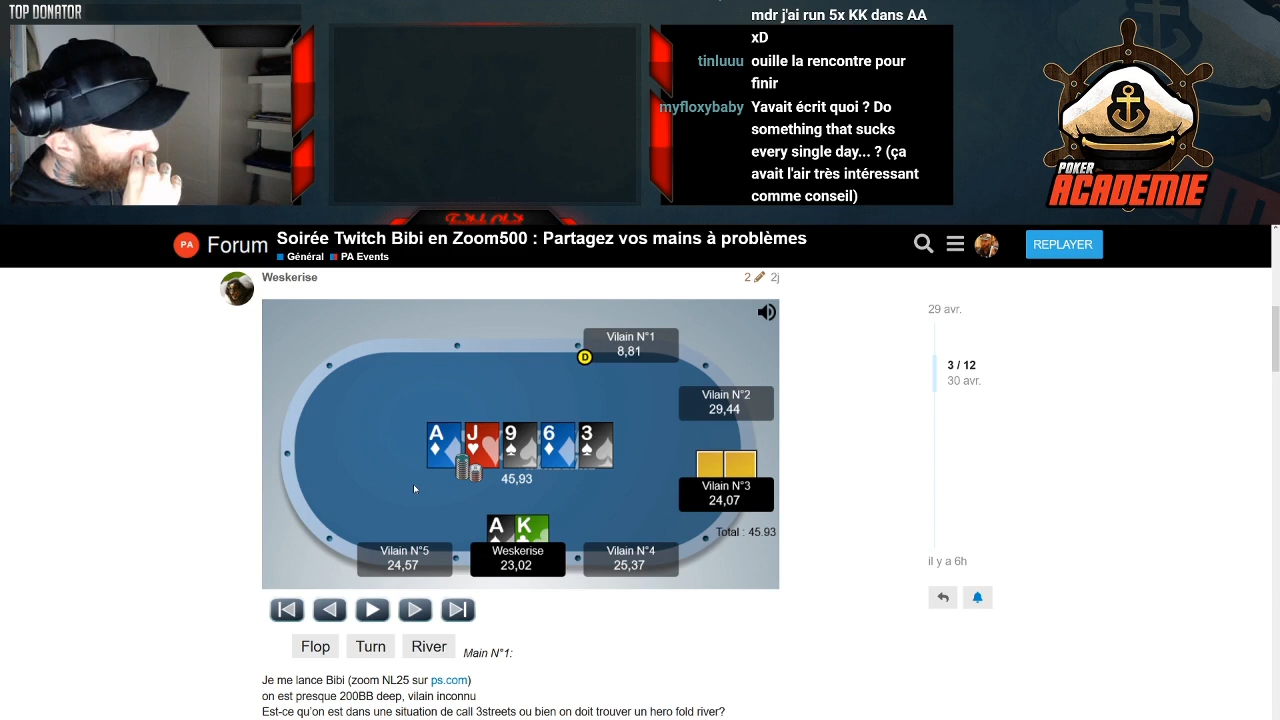 TOP DONATOR
mdr j'ai run 5x KK dans AA
xD
tinluuu ouille la rencontre pour
finir
myfloxybaby Yavait écrit quoi ? Do
something that sucks
every single day... ? (ça
avait l'air très intéressant
comme conseil)
POKER
ACADEMIE
PA Forum
Soirée Twitch Bibi en Zoom500 : Partagez vos mains à problèmes
Général PA Events
REPLAYER
Weskerise
2 2j
29 avr.
3 / 12
30 avr.
il y a 6h
Vilain N°1
8,81
D
Vilain N°2
29,44
A J 9 6 3
45,93
Vilain N°3
24,07
Total : 45.93
A K
Vilain N°5
24,57
Weskerise
23,02
Vilain N°4
25,37
Flop Turn River Main N°1:
Je me lance Bibi (zoom NL25 sur ps.com)
on est presque 200BB deep, vilain inconnu
Est-ce qu'on est dans une situation de call 3streets ou bien on doit trouver un hero fold river?